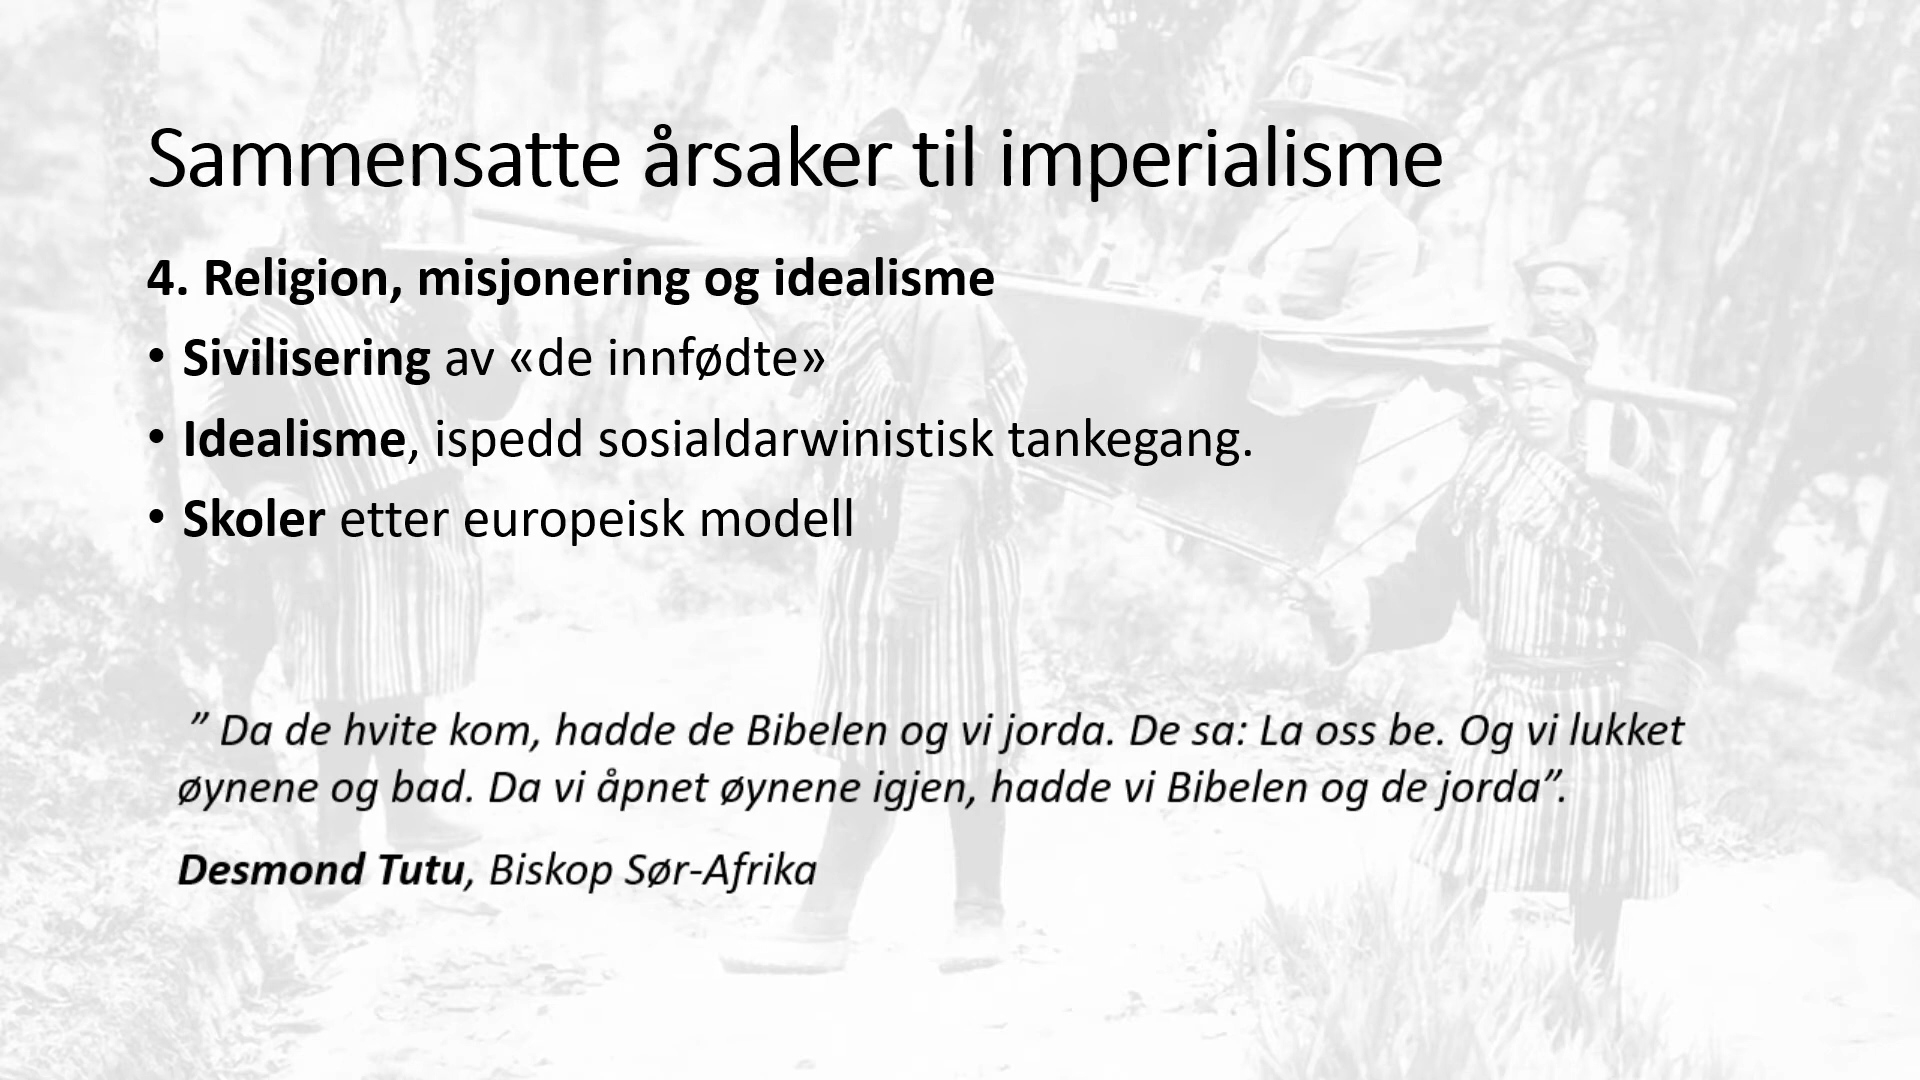 Sammensatte årsaker til imperialisme
4. Religion, misjonering og idealisme
• Sivilisering av «de innfødte»
• Idealisme, ispedd sosialdarwinistisk tankegang.
• Skoler etter europeisk modell
” Da de hvite kom, hadde de Bibelen og vi jorda. De sa: La oss be. Og vi lukket
øynene og bad. Da vi åpnet øynene igjen, hadde vi Bibelen og de jorda”.
Desmond Tutu, Biskop Sør-Afrika